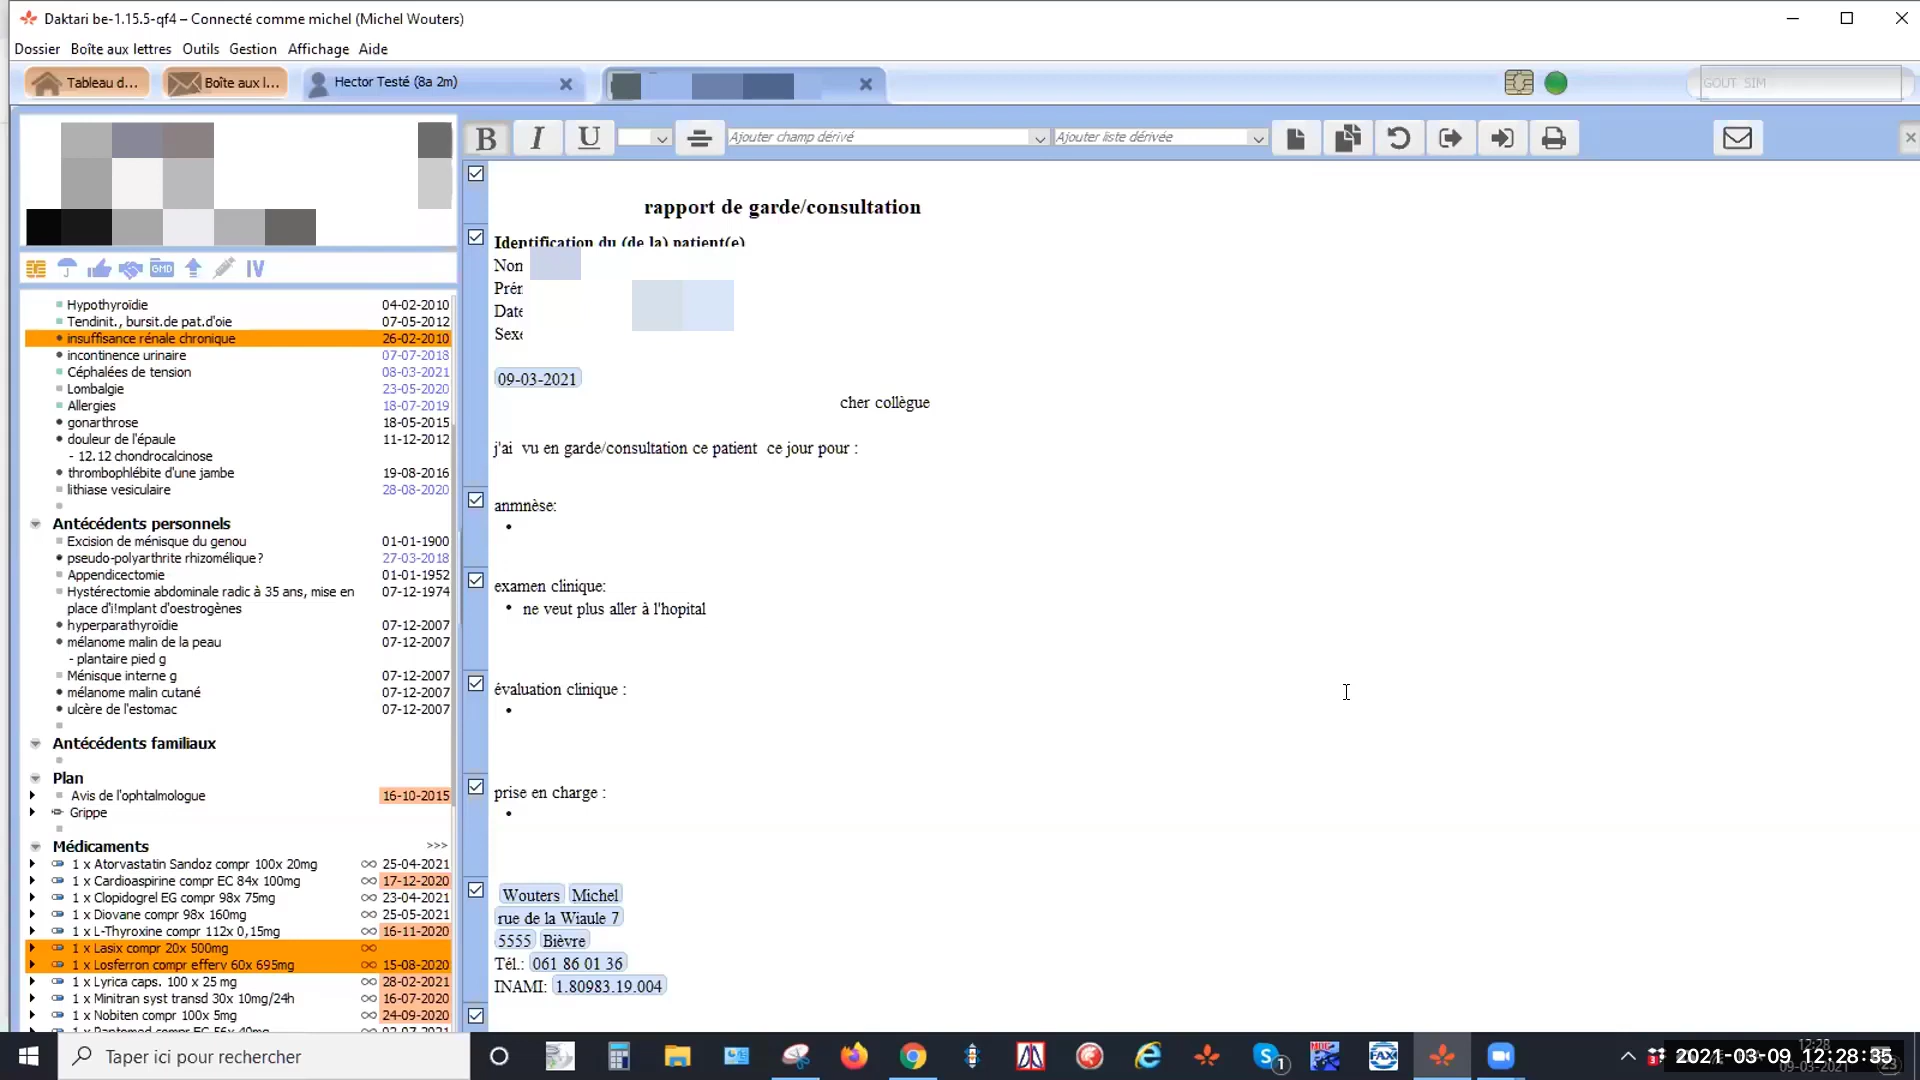 Daktari be-1.15.5-qf4 – Connecté comme michel (Michel Wouters)
Dossier Boîte aux lettres Outils Gestion Affichage Aide
Tableau d... Boîte aux l... Hector Testé (8a 2m) GOUT SIM
B I U Ajouter champ dérivé Ajouter liste dérivée
GMD IV
Hypothyroïdie 04-02-2010
Tendinit., bursit.de pat.d'oie 07-05-2012
insuffisance rénale chronique 26-02-2010
incontinence urinaire 07-07-2018
Céphalées de tension 08-03-2021
Lombalgie 23-05-2020
Allergies 18-07-2019
gonarthrose 18-05-2015
douleur de l'épaule 11-12-2012
- 12.12 chondrocalcinose
thrombophlébite d'une jambe 19-08-2016
lithiase vesiculaire 28-08-2020
Antécédents personnels
Excision de ménisque du genou 01-01-1900
pseudo-polyarthrite rhizomélique? 27-03-2018
Appendicectomie 01-01-1952
Hystérectomie abdominale radic à 35 ans, mise en 07-12-1974
place d'i!mplant d'oestrogènes
hyperparathyroïdie 07-12-2007
mélanome malin de la peau 07-12-2007
- plantaire pied g
Ménisque interne g 07-12-2007
mélanome malin cutané 07-12-2007
ulcère de l'estomac 07-12-2007
Antécédents familiaux
Plan
Avis de l'ophtalmologue 16-10-2015
Grippe
Médicaments >>>
1 x Atorvastatin Sandoz compr 100x 20mg ∞ 25-04-2021
1 x Cardioaspirine compr EC 84x 100mg ∞ 17-12-2020
1 x Clopidogrel EG compr 98x 75mg ∞ 23-04-2021
1 x Diovane compr 98x 160mg ∞ 25-05-2021
1 x L-Thyroxine compr 112x 0,15mg ∞ 16-11-2020
1 x Lasix compr 20x 500mg ∞
1 x Losferron compr efferv 60x 695mg ∞ 15-08-2020
1 x Lyrica caps. 100 x 25 mg ∞ 28-02-2021
1 x Minitran syst transd 30x 10mg/24h ∞ 16-07-2020
1 x Nobiten compr 100x 5mg ∞ 24-09-2020
rapport de garde/consultation
Identification du (de la) patient(e)
Non
Prén
Date
Sexe
09-03-2021
cher collègue
j'ai vu en garde/consultation ce patient ce jour pour :
anmnèse:
•
examen clinique:
• ne veut plus aller à l'hopital
évaluation clinique :
•
prise en charge :
•
Wouters Michel
rue de la Wiaule 7
5555 Bièvre
Tél.: 061 86 01 36
INAMI: 1.80983.19.004
Taper ici pour rechercher
FAX
2021-03-09 12:28:35
12:28
09-03-2021